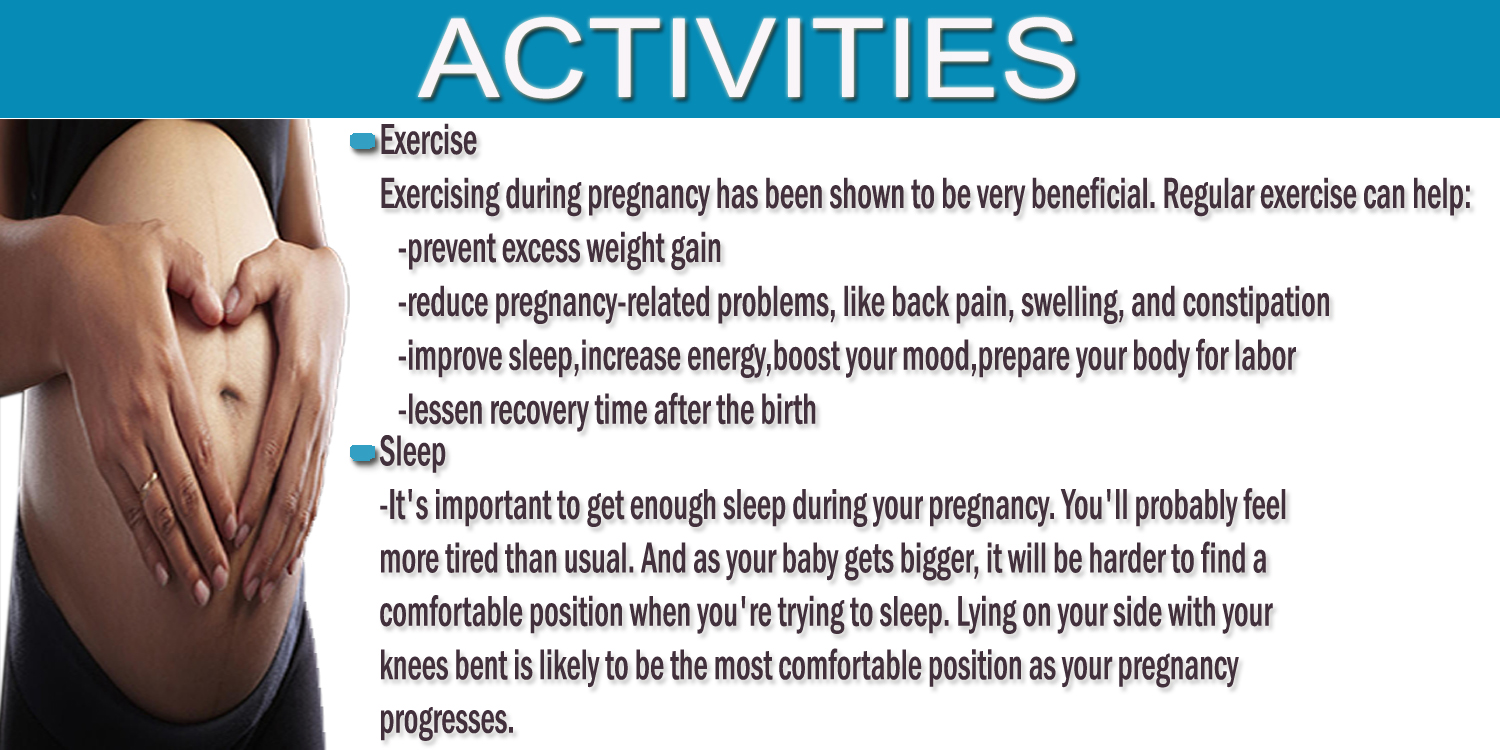 ACTIVITIES
Exercise
Exercising during pregnancy has been shown to be very beneficial. Regular exercise can help:
-prevent excess weight gain
-reduce pregnancy-related problems, like back pain, swelling, and constipation
-improve sleep,increase energy,boost your mood,prepare your body for labor
-lessen recovery time after the birth
Sleep
-It's important to get enough sleep during your pregnancy. You'll probably feel
more tired than usual. And as your baby gets bigger, it will be harder to find a
comfortable position when you're trying to sleep. Lying on your side with your
knees bent is likely to be the most comfortable position as your pregnancy
progresses.